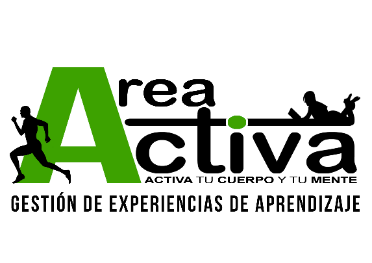 Area
Activa
ACTIVA TU CUERPO Y TU MENTE
GESTIÓN DE EXPERIENCIAS DE APRENDIZAJE